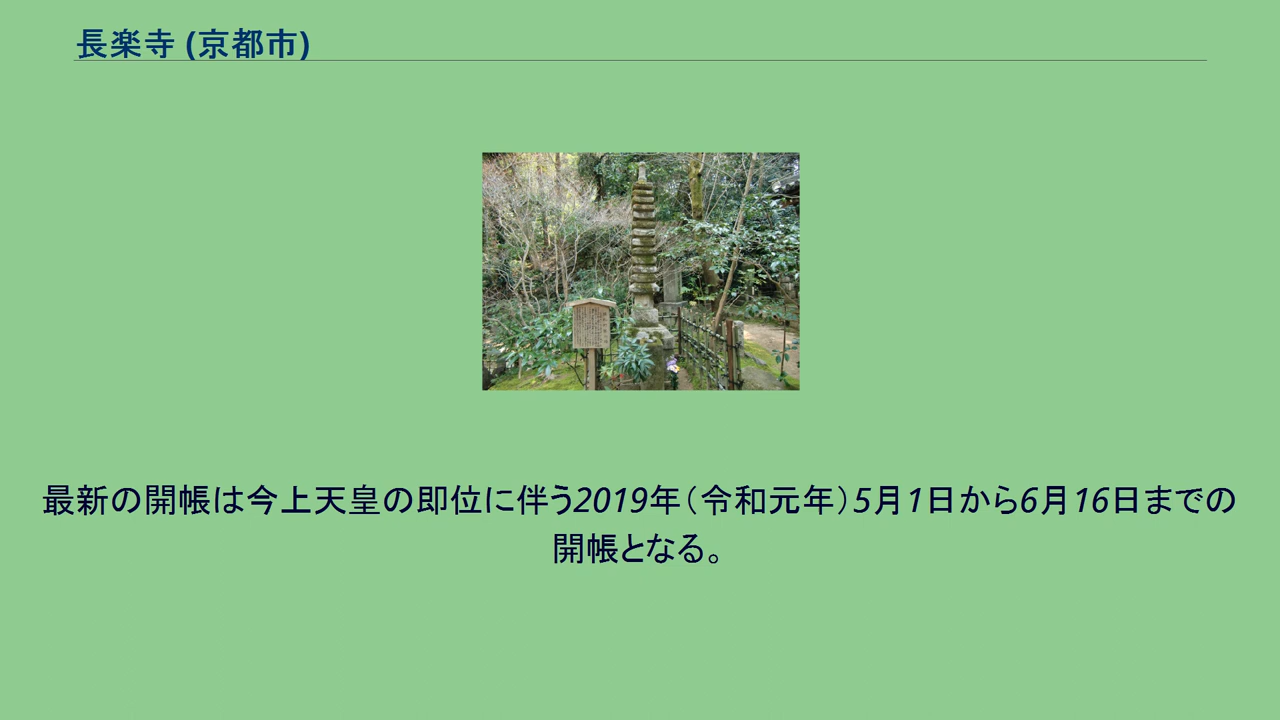 長楽寺 (京都市)
最新の開帳は今上天皇の即位に伴う2019年（令和元年）5月1日から6月16日までの
開帳となる。